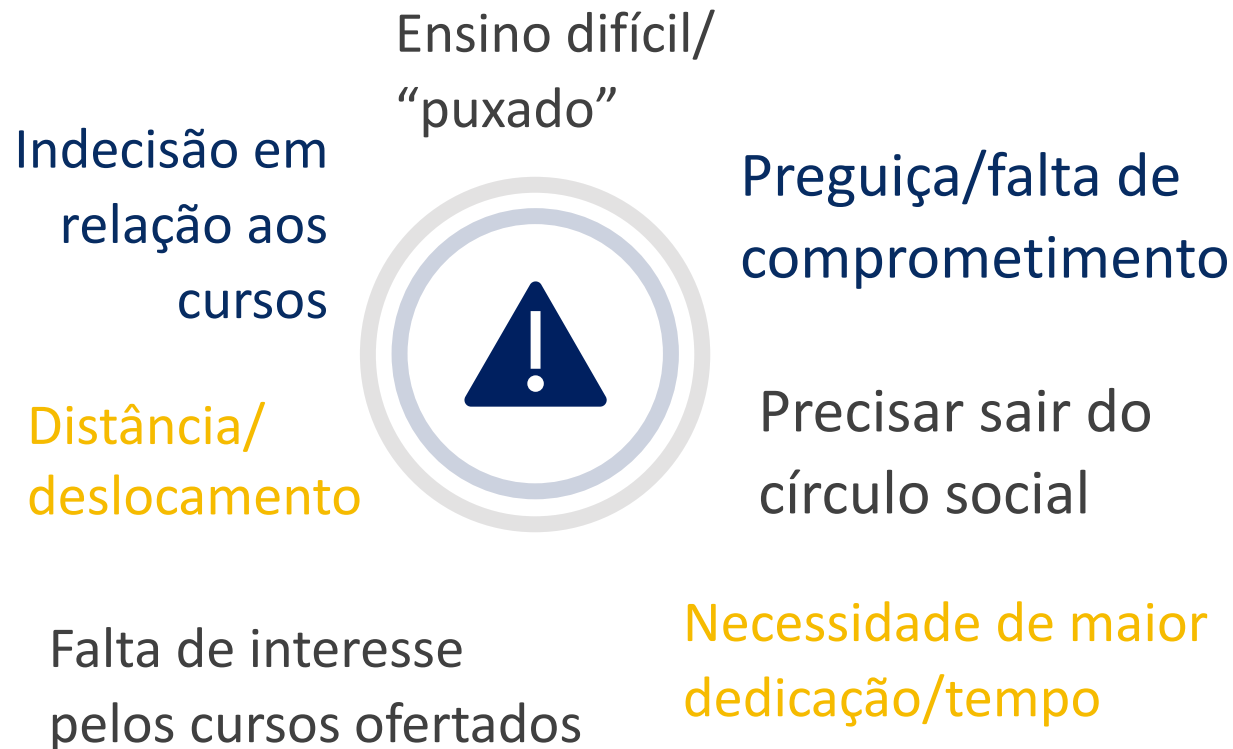 Ensino difícil/
“puxado”
Indecisão em
relação aos
cursos
Preguiça/falta de
comprometimento
Distância/
deslocamento
Precisar sair do
círculo social
Falta de interesse
pelos cursos ofertados
Necessidade de maior
dedicação/tempo